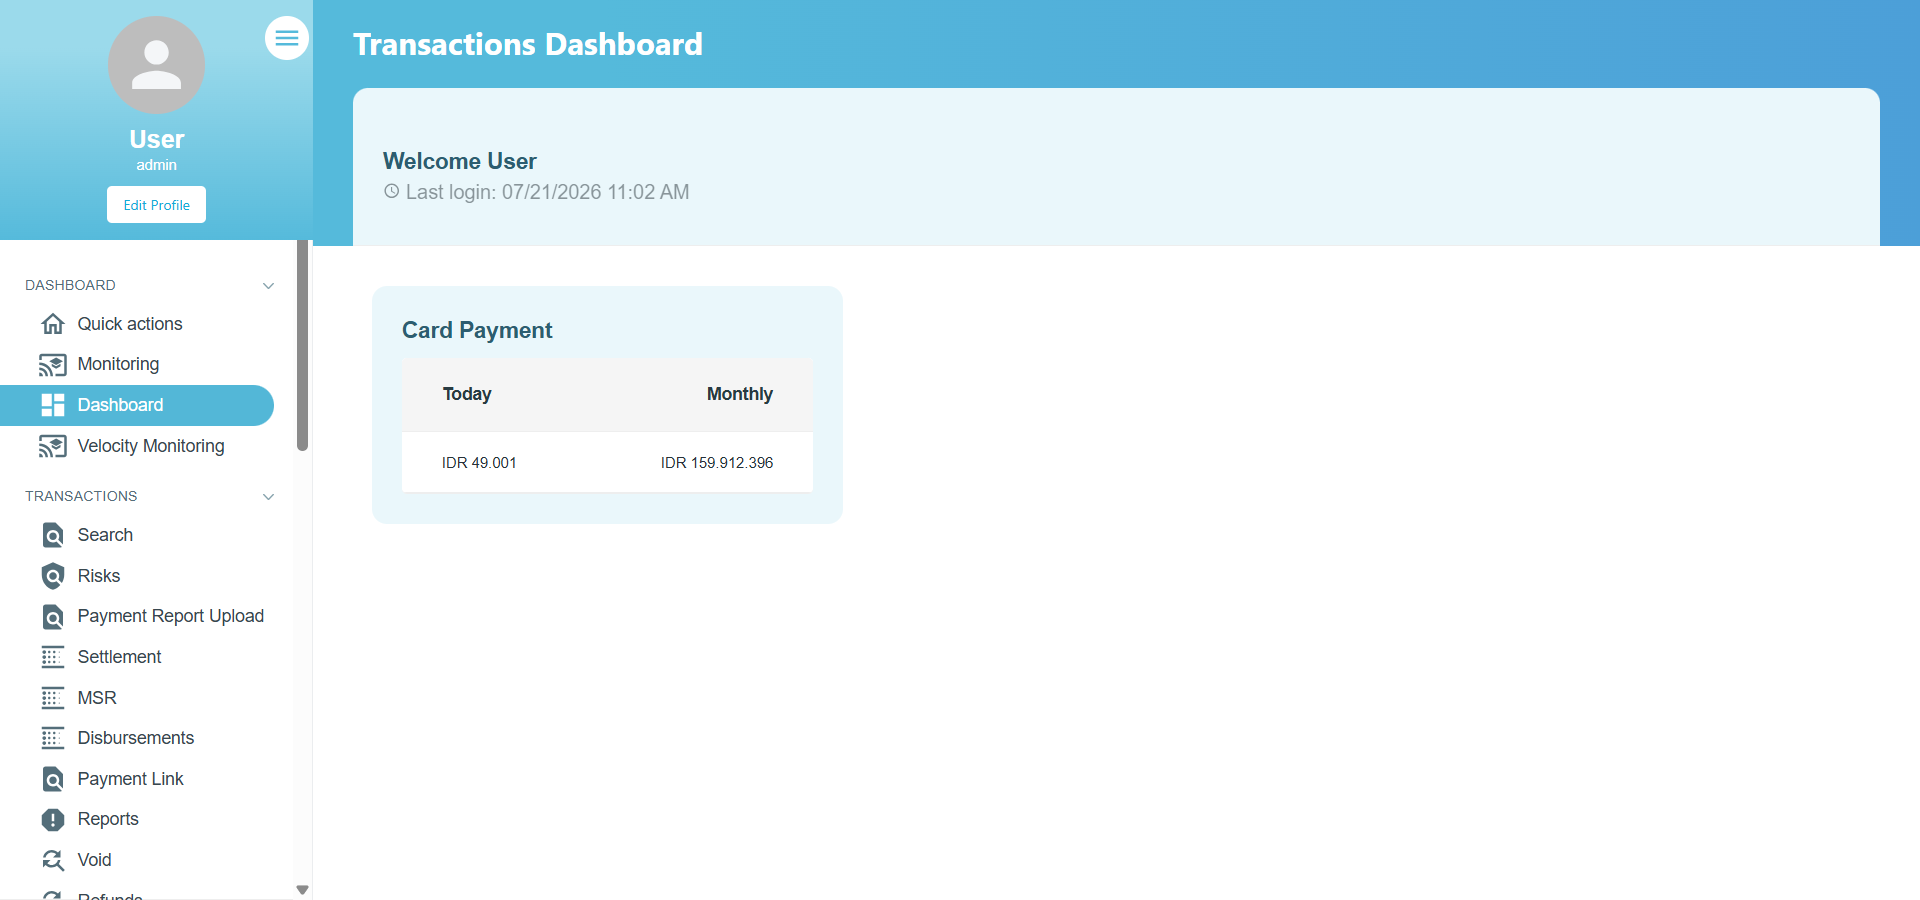 User
admin
Edit Profile
DASHBOARD
Quick actions
Monitoring
Dashboard
Velocity Monitoring
TRANSACTIONS
Search
Risks
Payment Report Upload
Settlement
MSR
Disbursements
Payment Link
Reports
Void
Refunds
Transactions Dashboard
Welcome User
Last login: 07/21/2026 11:02 AM
Card Payment
Today Monthly
IDR 49.001 IDR 159.912.396